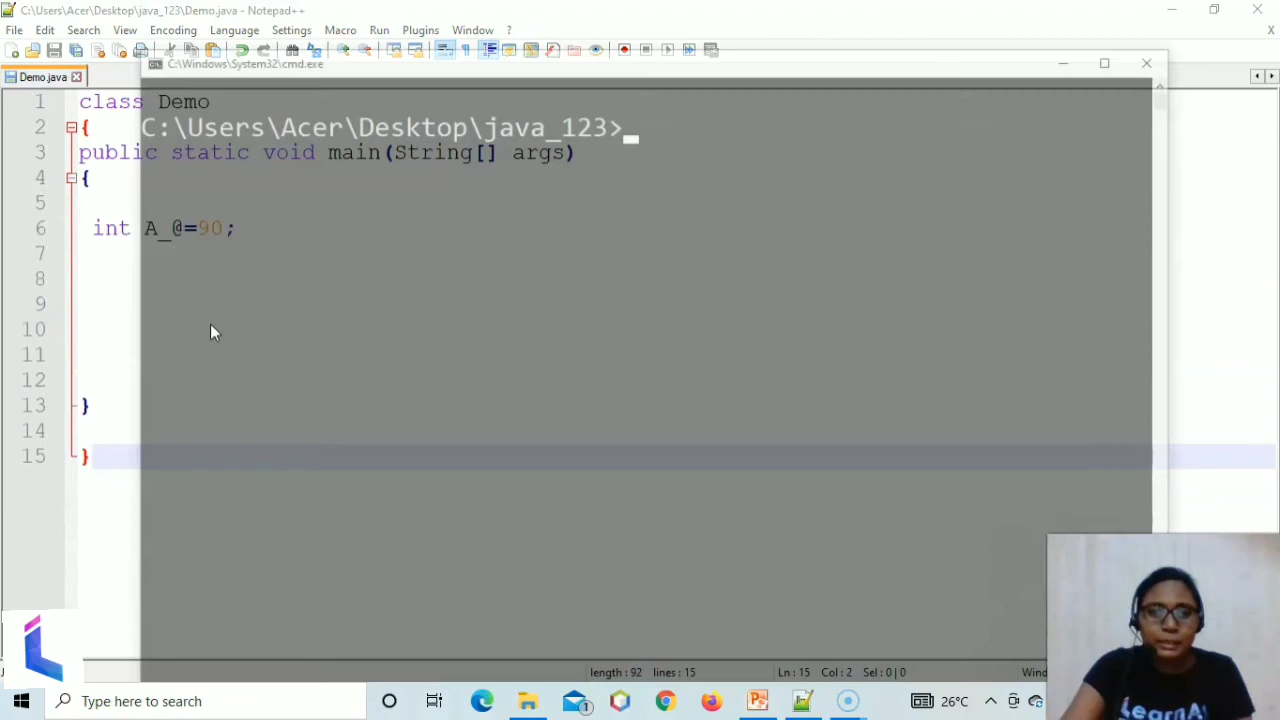 C:\Users\Acer\Desktop\java_123\Demo.java - Notepad++
File Edit Search View Encoding Language Settings Macro Run Plugins Window ? X
Demo.java
C:\Windows\System32\cmd.exe
1 class Demo
C:\Users\Acer\Desktop\java_123>
2 {
3 public static void main(String[] args)
4 {
5
6 int A_@=90;
7
8
9
10
11
12
13 }
14
15 }
length : 92 lines : 15 Ln : 15 Col : 2 Sel : 0 | 0 Wind
Type here to search
1
26°C
LearnA